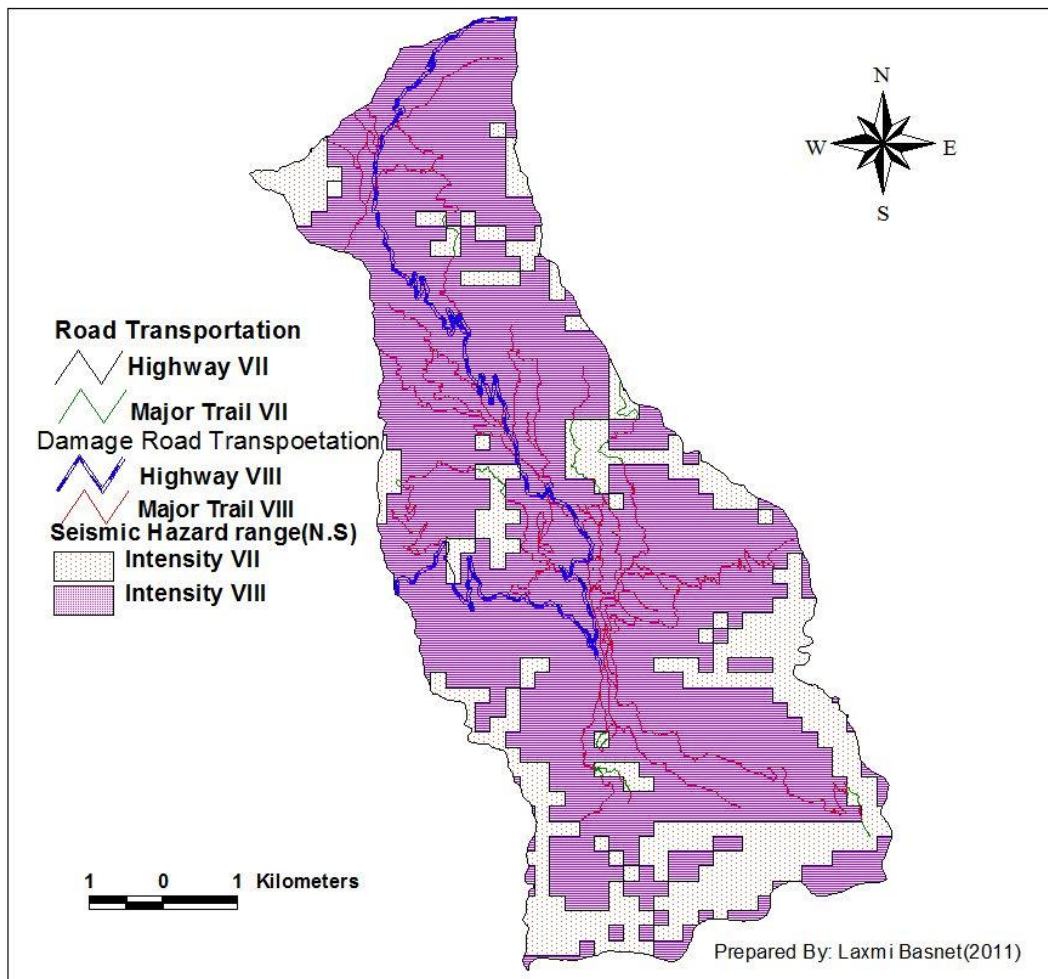 N
W E
S
Road Transportation
Highway VII
Major Trail VII
Damage Road Transpoetation
Highway VIII
Major Trail VIII
Seismic Hazard range(N.S)
Intensity VII
Intensity VIII
1 0 1 Kilometers
Prepared By: Laxmi Basnet(2011)